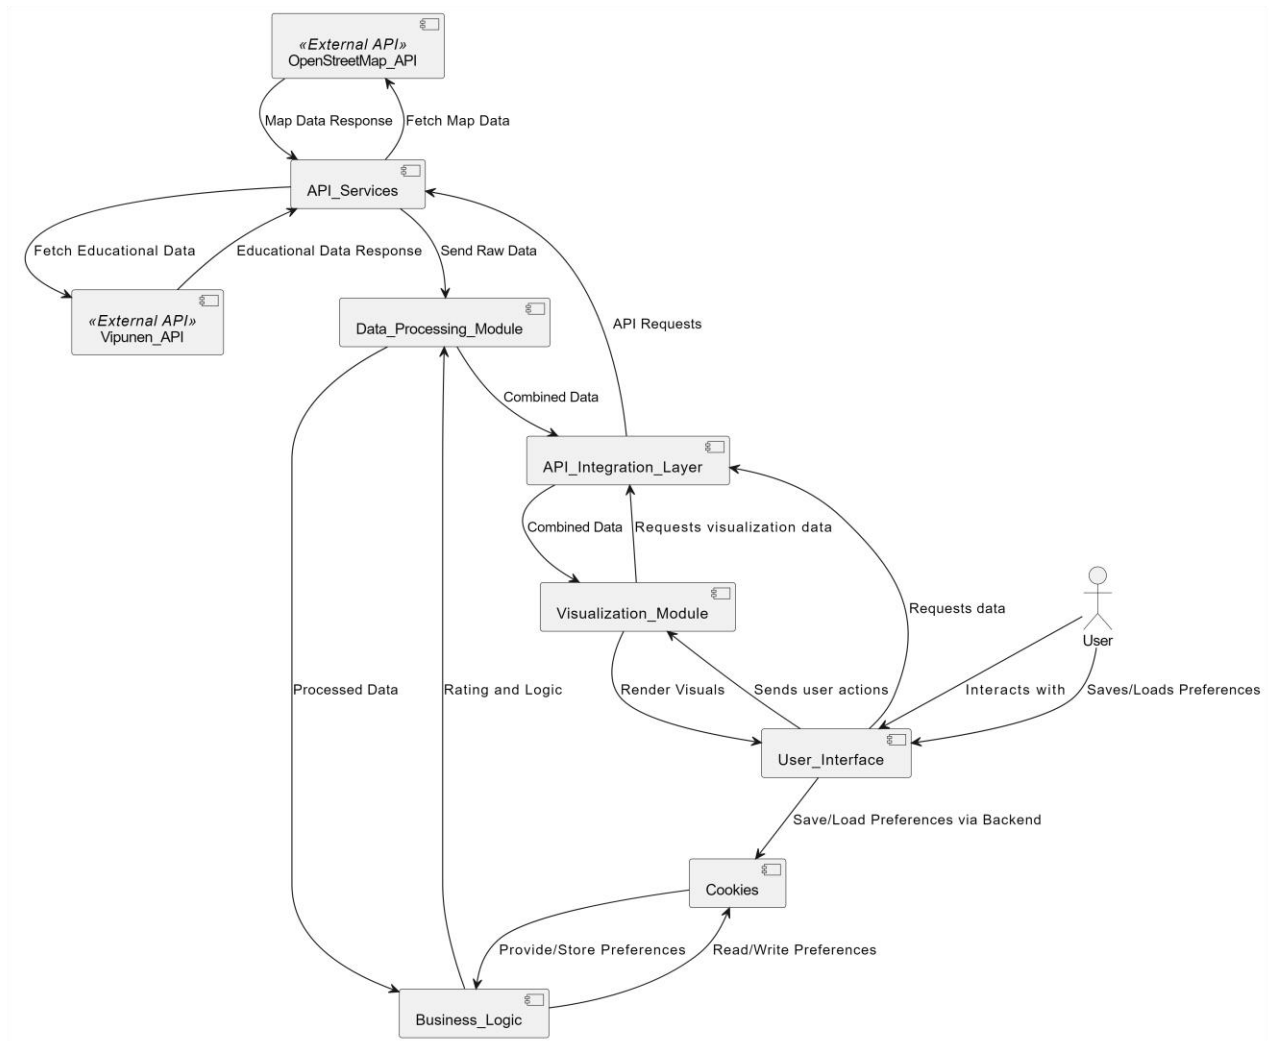 «External API»
OpenStreetMap_API
Map Data Response
Fetch Map Data
API_Services
Fetch Educational Data
Educational Data Response
Send Raw Data
«External API»
Vipunen_API
Data_Processing_Module
API Requests
Combined Data
API_Integration_Layer
Combined Data
Requests visualization data
Visualization_Module
Requests data
User
Processed Data
Rating and Logic
Render Visuals
Sends user actions
Interacts with
Saves/Loads Preferences
User_Interface
Save/Load Preferences via Backend
Cookies
Provide/Store Preferences
Read/Write Preferences
Business_Logic